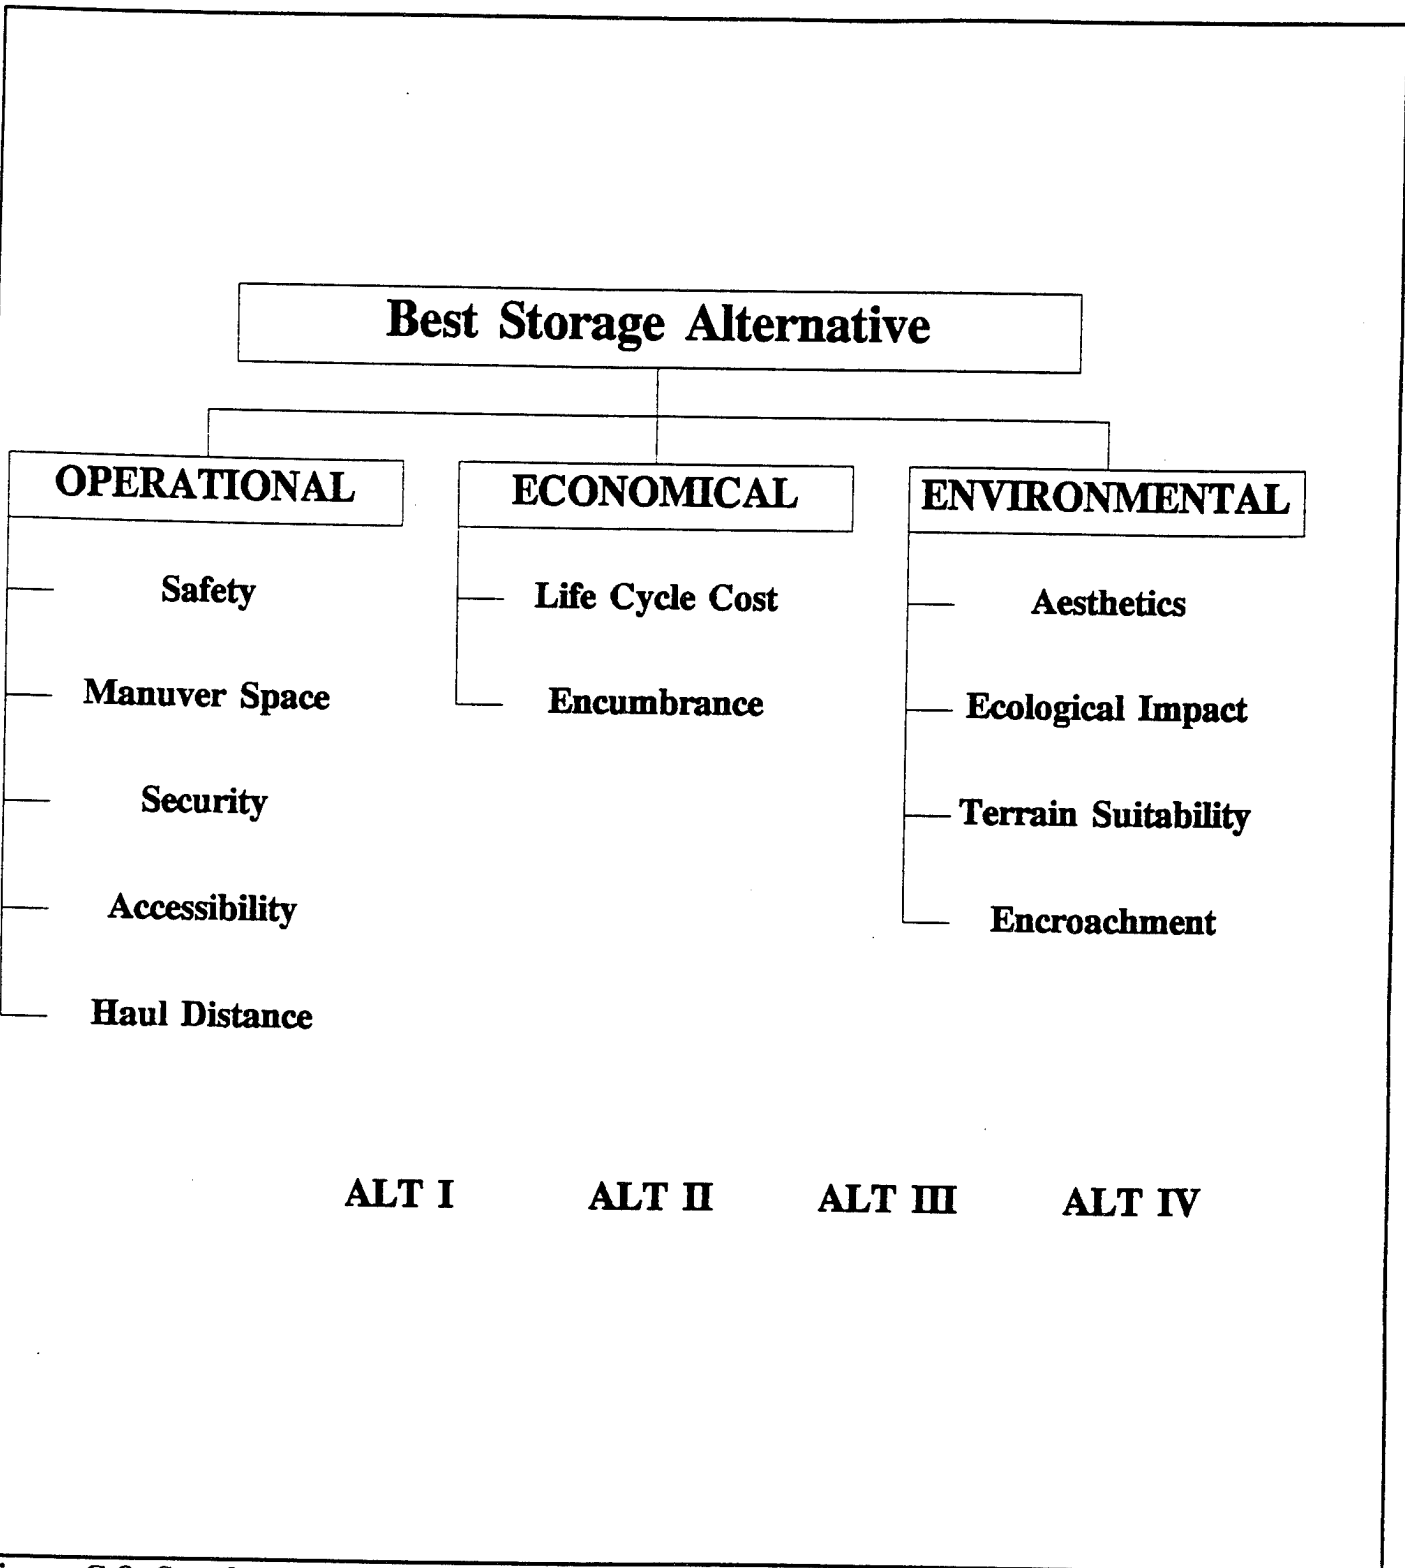 Best Storage Alternative
OPERATIONAL
ECONOMICAL
ENVIRONMENTAL
Safety
Life Cycle Cost
Aesthetics
Manuver Space
Encumbrance
Ecological Impact
Security
Terrain Suitability
Accessibility
Encroachment
Haul Distance
ALT I
ALT II
ALT III
ALT IV